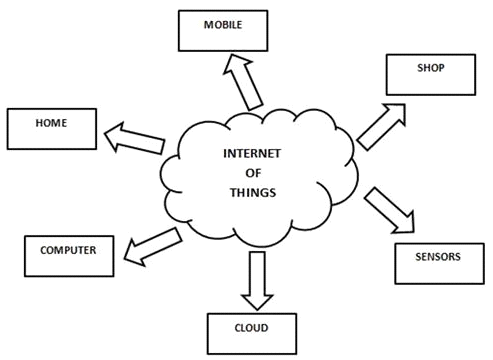 MOBILE
SHOP
HOME
INTERNET
OF
THINGS
COMPUTER
SENSORS
CLOUD